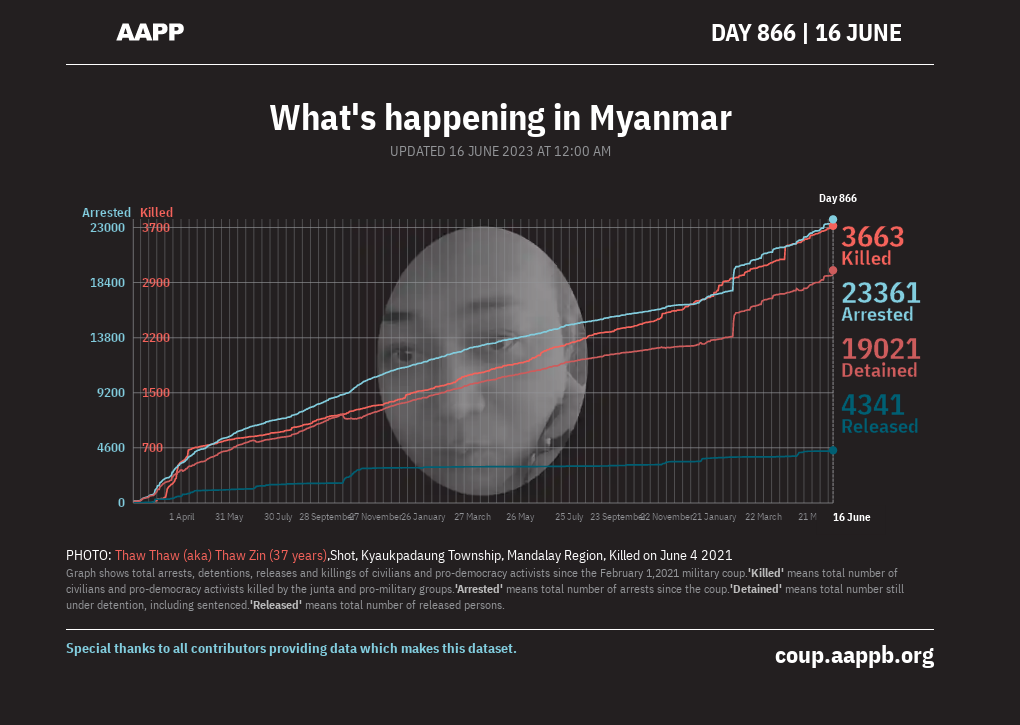 AAPP
DAY 866 | 16 JUNE
What's happening in Myanmar
UPDATED 16 JUNE 2023 AT 12:00 AM
Day 866
Arrested Killed
23000 3700
18400 2900
13800 2200
9200 1500
4600 700
0
3663
Killed
23361
Arrested
19021
Detained
4341
Released
1 April 31 May 30 July 28 September 27 November 26 January 27 March 26 May 25 July 23 September 22 November 21 January 22 March 21 M 16 June
PHOTO: Thaw Thaw (aka) Thaw Zin (37 years),Shot, Kyaukpadaung Township, Mandalay Region, Killed on June 4 2021
Graph shows total arrests, detentions, releases and killings of civilians and pro-democracy activists since the February 1,2021 military coup.'Killed' means total number of
civilians and pro-democracy activists killed by the junta and pro-military groups.'Arrested' means total number of arrests since the coup.'Detained' means total number still
under detention, including sentenced.'Released' means total number of released persons.
Special thanks to all contributors providing data which makes this dataset.
coup.aappb.org